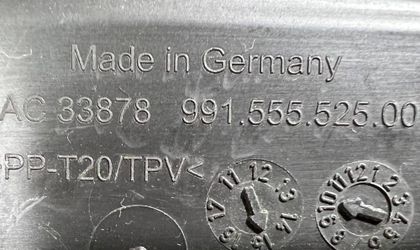 Made in Germany
AC 33878 991.555.525.00
PP-T20/TPV<